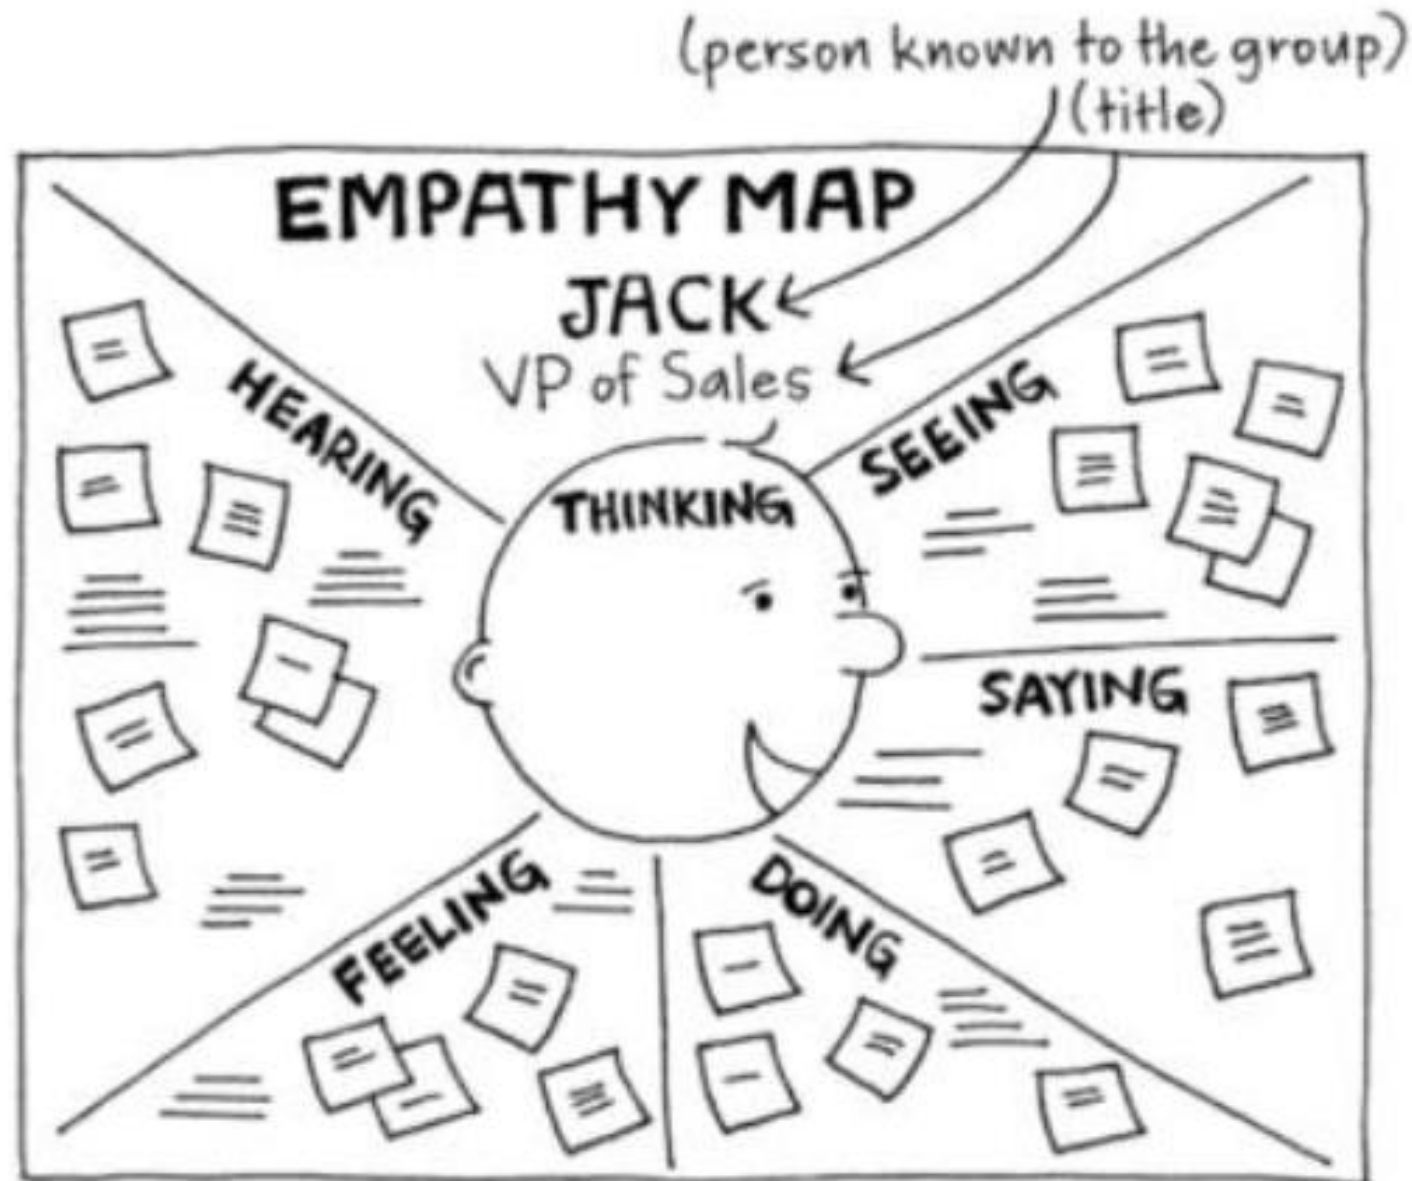 (person known to the group)
(title)
EMPATHY MAP
JACK
VP of Sales
HEARING
THINKING
SEEING
SAYING
FEELING
DOING